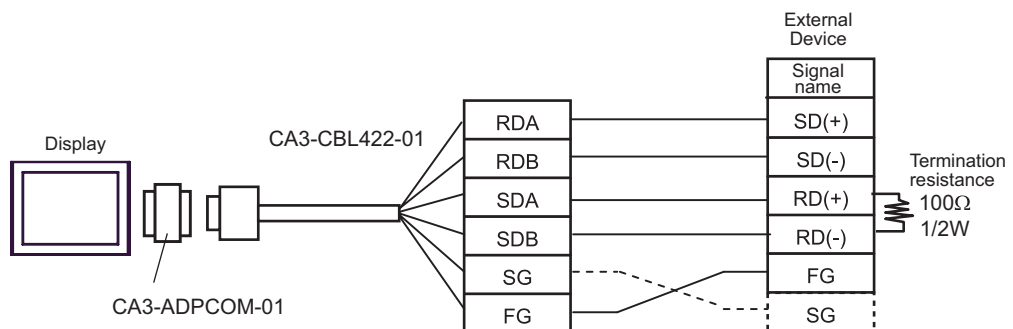 External
Device
Signal
name
Display
CA3-CBL422-01
CA3-ADPCOM-01
RDA
RDB
SDA
SDB
SG
FG
SD(+)
SD(-)
RD(+)
RD(-)
FG
SG
Termination
resistance
100Ω
1/2W